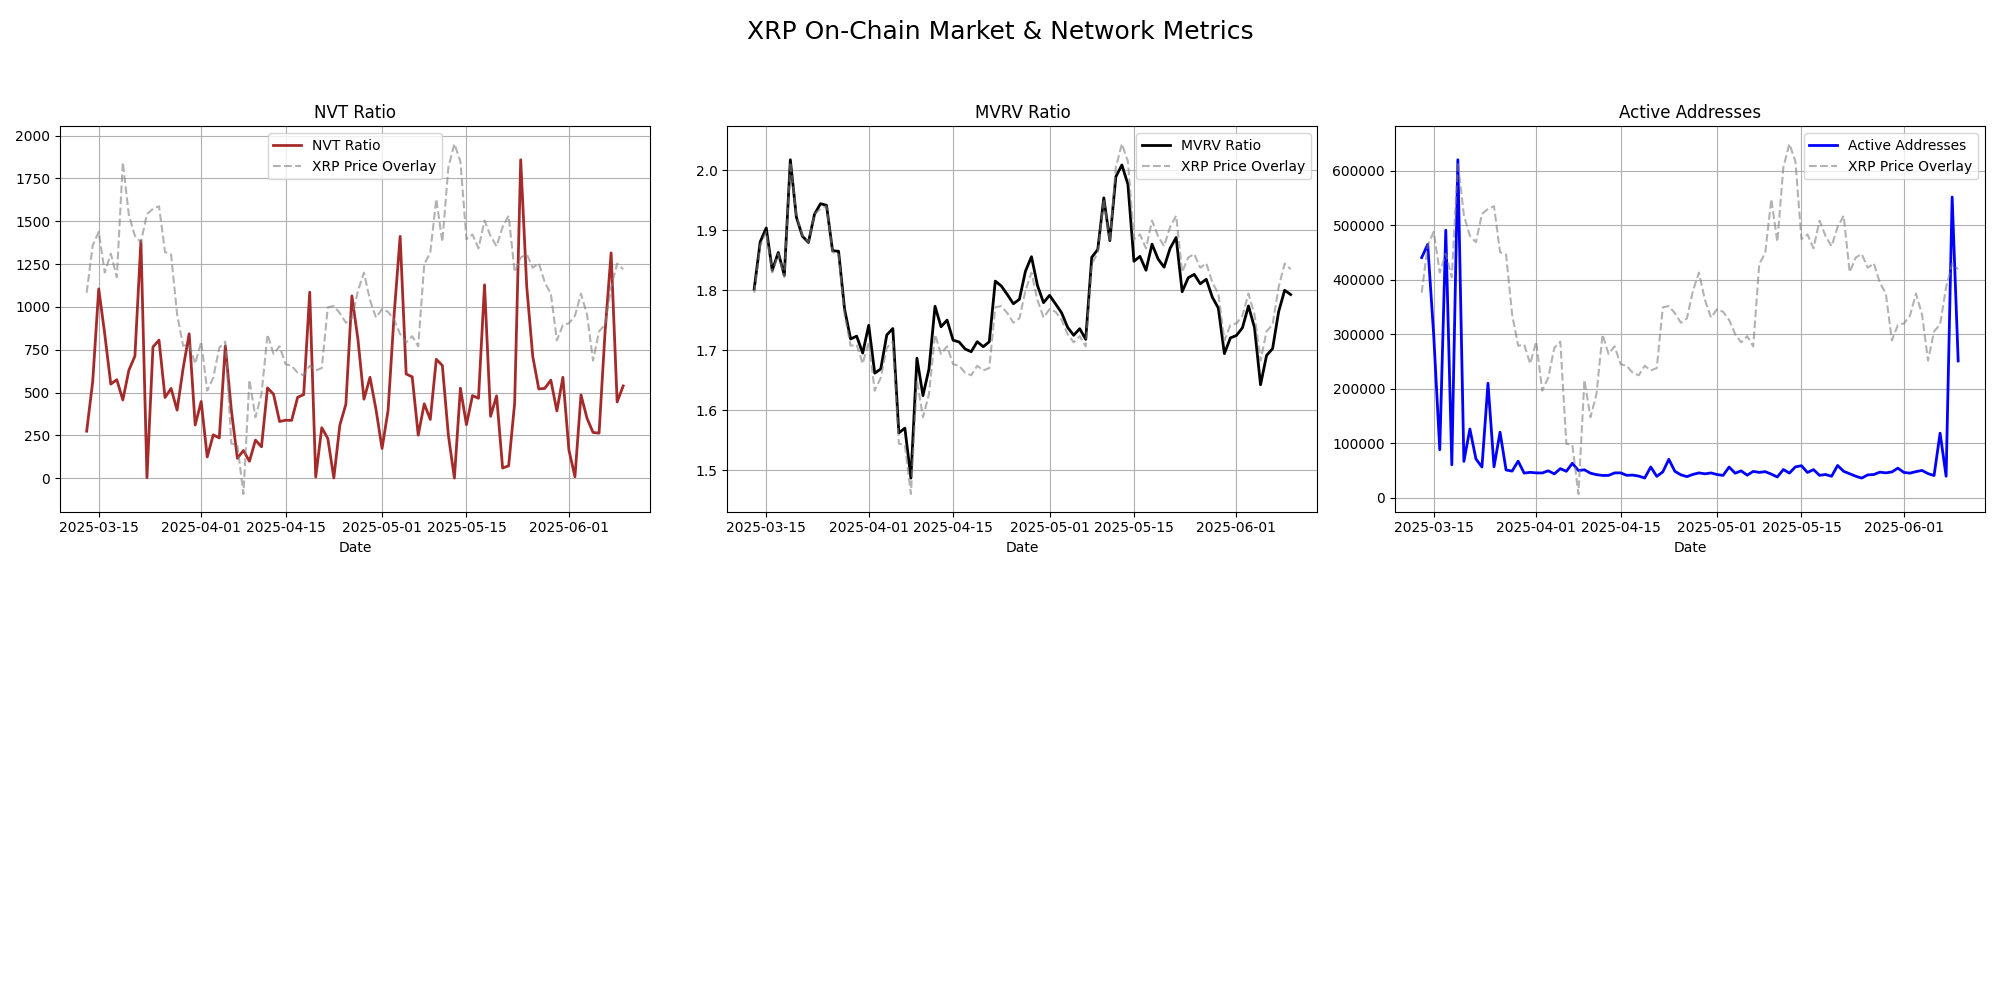 XRP On-Chain Market & Network Metrics
NVT Ratio
NVT Ratio
XRP Price Overlay
2000
1750
1500
1250
1000
750
500
250
0
2025-03-15 2025-04-01 2025-04-15 2025-05-01 2025-05-15 2025-06-01
Date
MVRV Ratio
MVRV Ratio
XRP Price Overlay
2.0
1.9
1.8
1.7
1.6
1.5
2025-03-15 2025-04-01 2025-04-15 2025-05-01 2025-05-15 2025-06-01
Date
Active Addresses
Active Addresses
XRP Price Overlay
600000
500000
400000
300000
200000
100000
0
2025-03-15 2025-04-01 2025-04-15 2025-05-01 2025-05-15 2025-06-01
Date